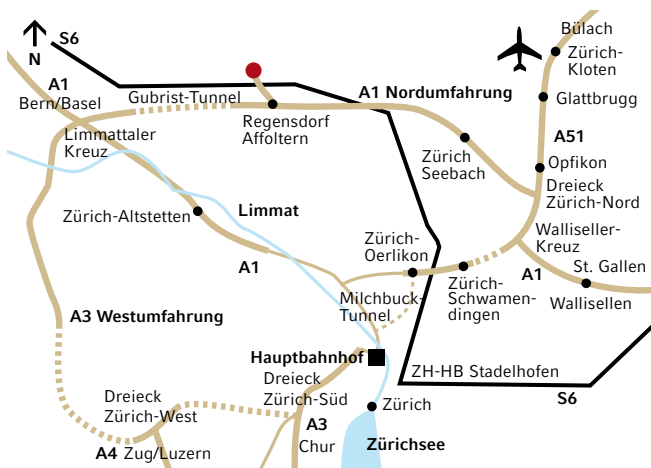 Bülach
S6
Zürich-
Kloten
N
A1
Bern/Basel
Gubrist-Tunnel
A1 Nordumfahrung
Glattbrugg
Regensdorf
Affoltern
Limmattaler
Kreuz
A51
Zürich
Seebach
Opfikon
Dreieck
Zürich-Nord
Zürich-Altstetten
Limmat
Walliseller-
Kreuz
Zürich-
Oerlikon
A1
A1
St. Gallen
Milchbuck-
Tunnel
Zürich-
Schwamen-
dingen
Wallisellen
A3 Westumfahrung
Hauptbahnhof
Dreieck
Zürich-Süd
ZH-HB Stadelhofen
S6
Dreieck
Zürich-West
Zürich
A3
Chur
Zürichsee
A4 Zug/Luzern